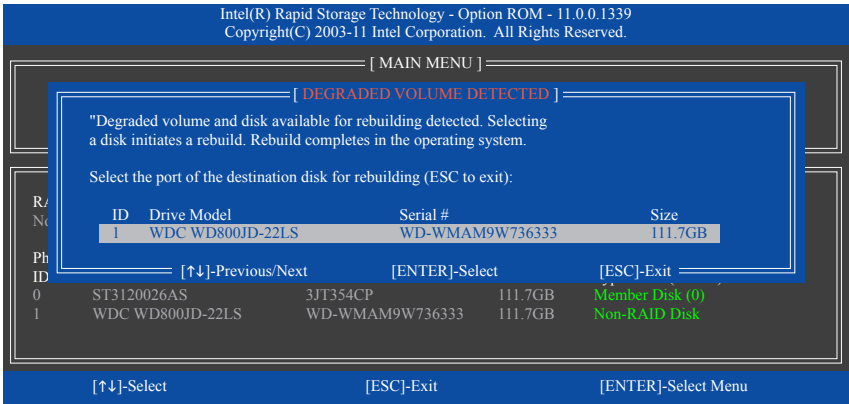 Intel(R) Rapid Storage Technology - Option ROM - 11.0.0.1339
Copyright(C) 2003-11 Intel Corporation. All Rights Reserved.
[ MAIN MENU ]
[ DEGRADED VOLUME DETECTED ]
"Degraded volume and disk available for rebuilding detected. Selecting
a disk initiates a rebuild. Rebuild completes in the operating system.
Select the port of the destination disk for rebuilding (ESC to exit):
ID Drive Model Serial # Size
1 WDC WD800JD-22LS WD-WMAM9W736333 111.7GB
[↑↓]-Previous/Next [ENTER]-Select [ESC]-Exit
ID
0 ST3120026AS 3JT354CP 111.7GB Member Disk (0)
1 WDC WD800JD-22LS WD-WMAM9W736333 111.7GB Non-RAID Disk
[↑↓]-Select [ESC]-Exit [ENTER]-Select Menu